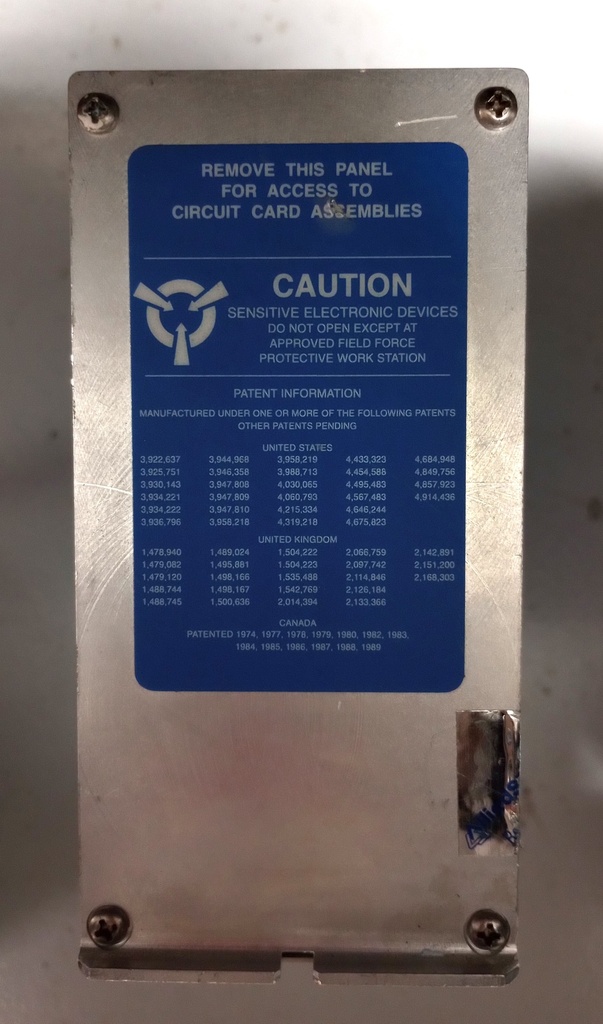 REMOVE THIS PANEL
FOR ACCESS TO
CIRCUIT CARD ASSEMBLIES
CAUTION
SENSITIVE ELECTRONIC DEVICES
DO NOT OPEN EXCEPT AT
APPROVED FIELD FORCE
PROTECTIVE WORK STATION
PATENT INFORMATION
MANUFACTURED UNDER ONE OR MORE OF THE FOLLOWING PATENTS
OTHER PATENTS PENDING
UNITED STATES
3,922,637 3,944,968 3,958,219 4,433,323 4,684,948
3,925,751 3,946,358 3,988,713 4,454,586 4,849,756
3,930,143 3,947,808 4,030,065 4,495,483 4,857,923
3,934,221 3,947,809 4,060,793 4,567,483 4,914,436
3,934,222 3,947,810 4,215,334 4,646,244
3,936,796 3,958,218 4,319,218 4,675,823
UNITED KINGDOM
1,478,940 1,489,024 1,504,222 2,066,759 2,142,891
1,479,082 1,495,881 1,504,223 2,097,742 2,151,200
1,479,120 1,498,166 1,535,488 2,114,846 2,168,303
1,488,744 1,498,167 1,542,769 2,126,184
1,488,745 1,500,636 2,014,394 2,133,366
CANADA
PATENTED 1974, 1977, 1978, 1979, 1980, 1982, 1983,
1984, 1985, 1986, 1987, 1988, 1989